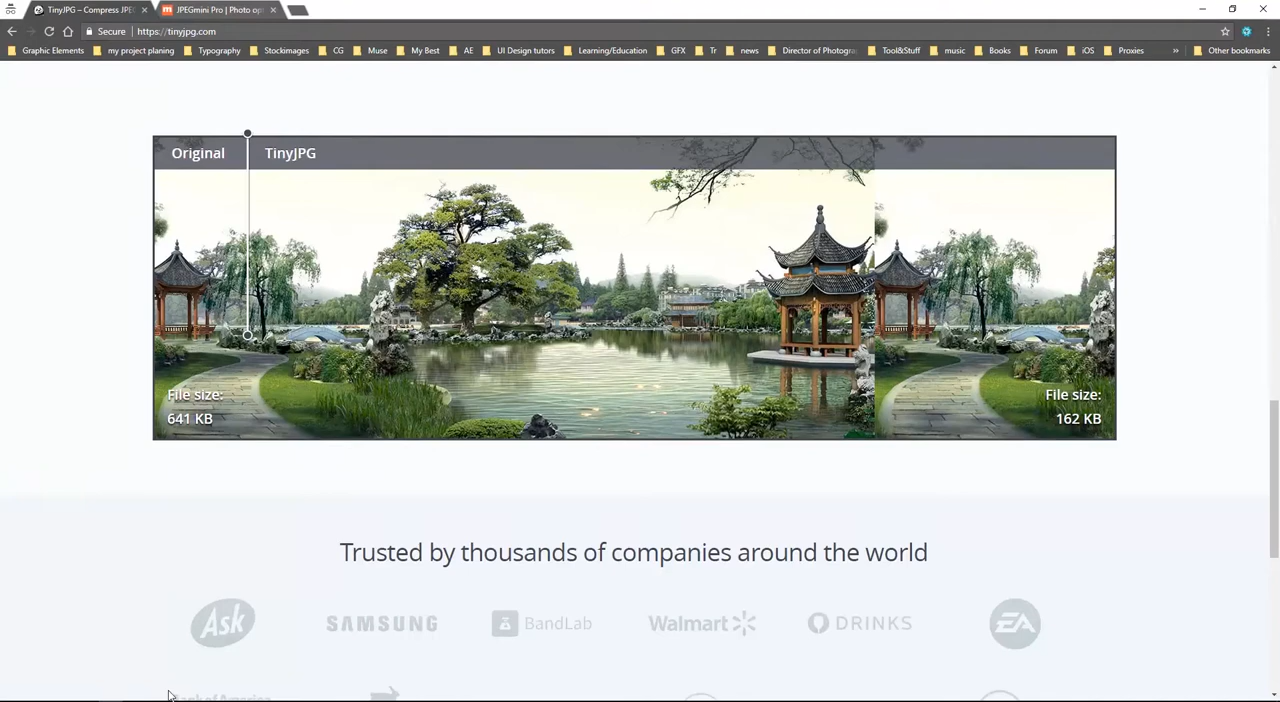 TinyJPG – Compress JPE
JPEGmini Pro | Photo op
Secure
https://tinyjpg.com
Graphic Elements
my project planing
Typography
Stockimages
CG
Muse
My Best
AE
UI Design tutors
Learning/Education
GFX
Tr
news
Director of Photogra
Tool&Stuff
music
Books
Forum
iOS
Proxies
»
Other bookmarks
Original
TinyJPG
File size:
641 KB
File size:
162 KB
Trusted by thousands of companies around the world
Ask
SAMSUNG
BandLab
Walmart
DRINKS
EA
Bank of America